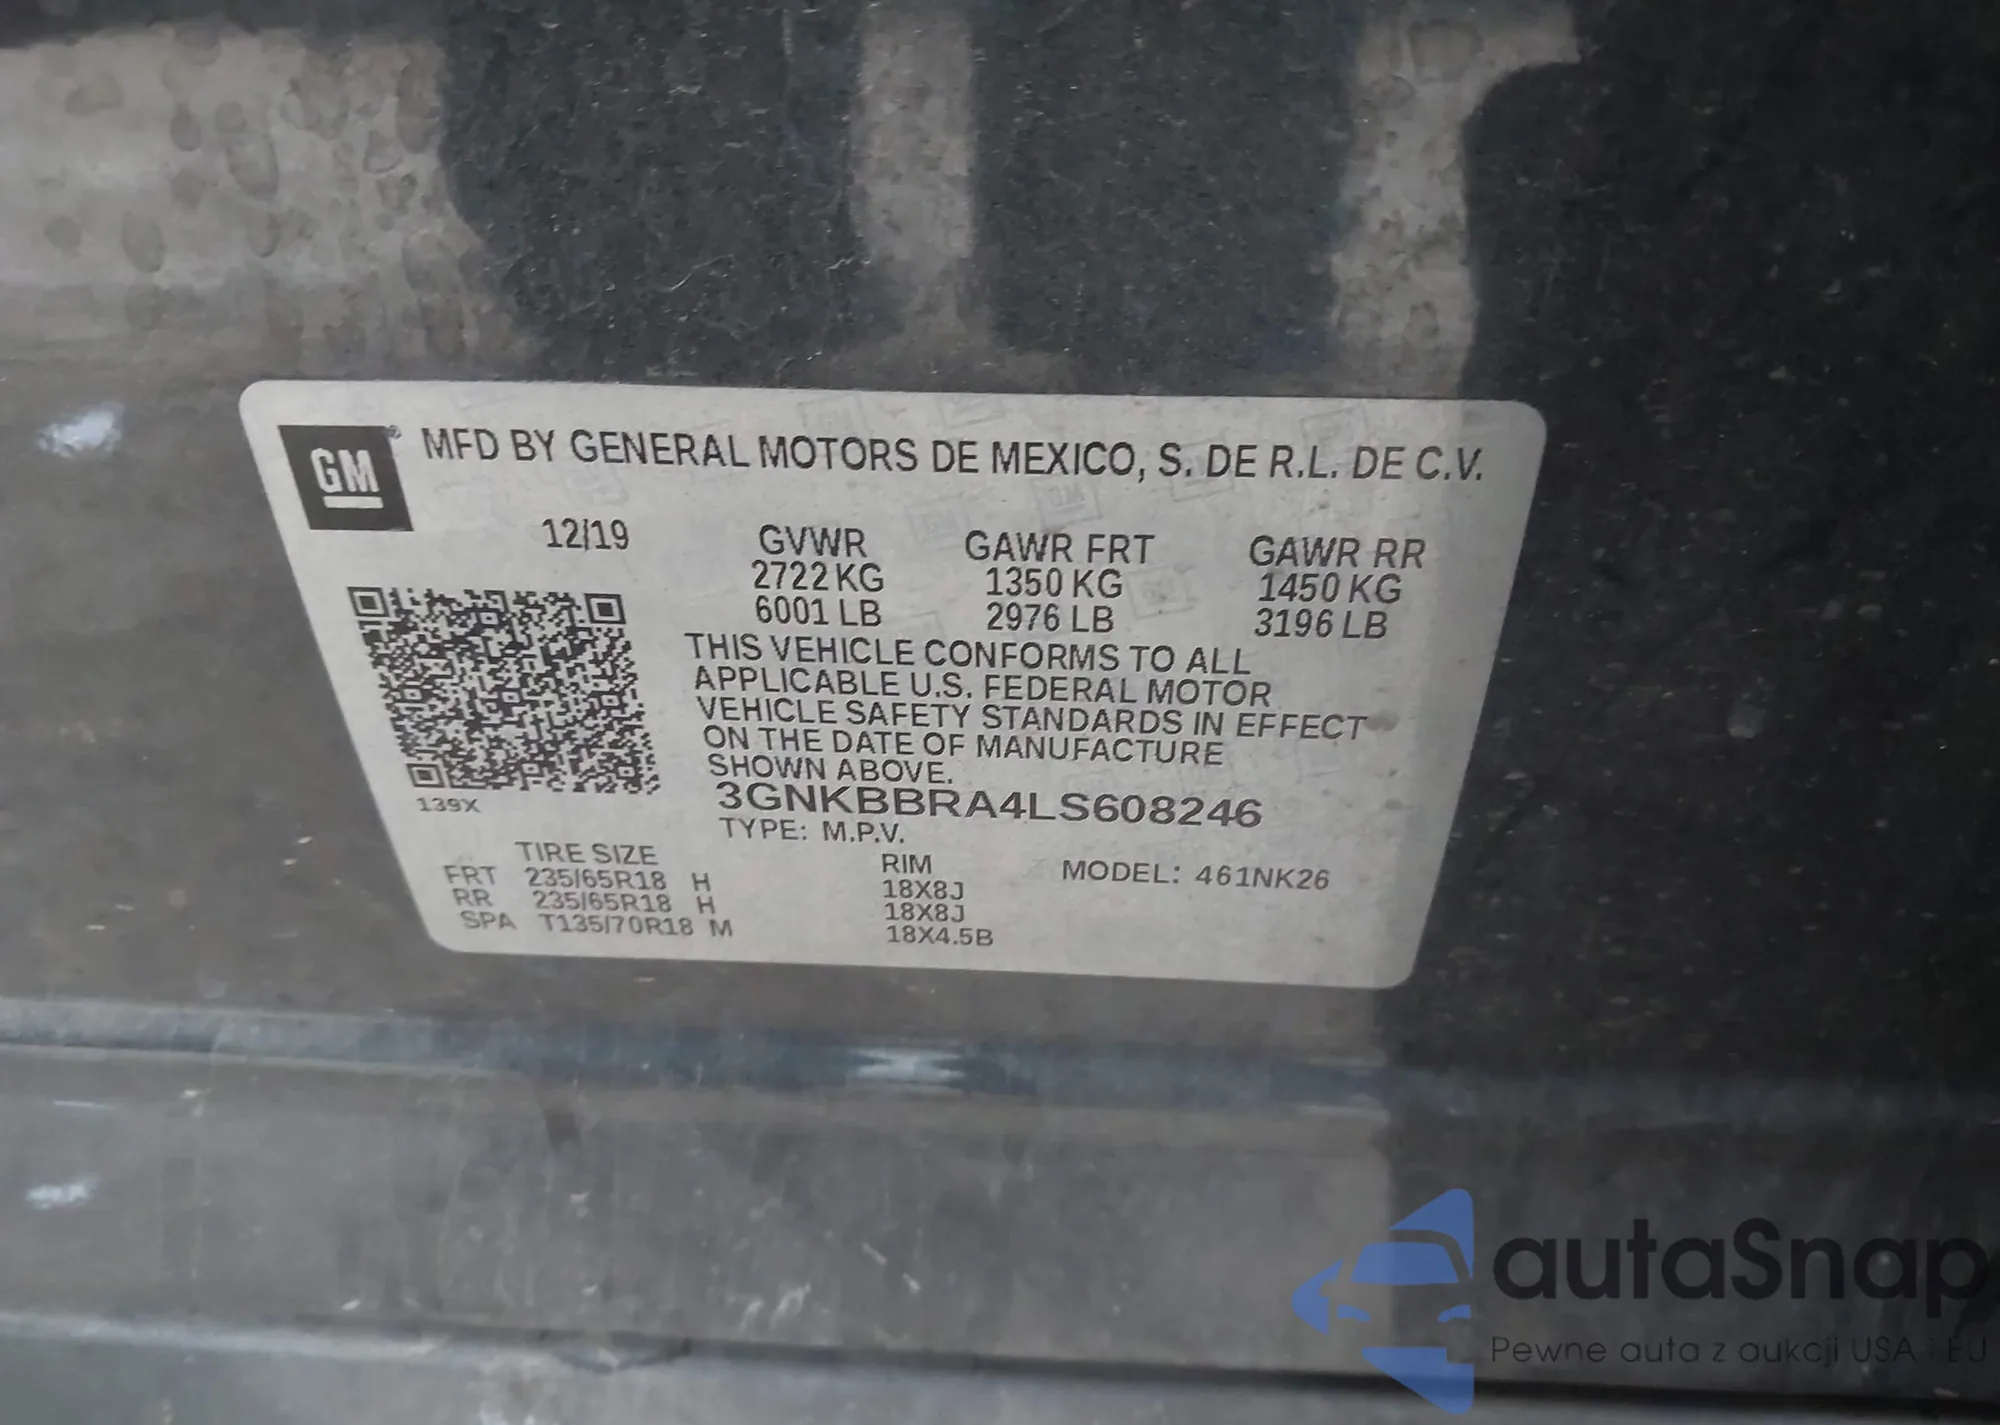 GM® MFD BY GENERAL MOTORS DE MEXICO, S. DE R.L. DE C.V.
12/19 GVWR GAWR FRT GAWR RR
2722 KG 1350 KG 1450 KG
6001 LB 2976 LB 3196 LB
THIS VEHICLE CONFORMS TO ALL
APPLICABLE U.S. FEDERAL MOTOR
VEHICLE SAFETY STANDARDS IN EFFECT
ON THE DATE OF MANUFACTURE
SHOWN ABOVE.
139X 3GNKBBRA4LS608246
TYPE: M.P.V.
TIRE SIZE RIM MODEL: 461NK26
FRT 235/65R18 H 18X8J
RR 235/65R18 H 18X8J
SPA T135/70R18 M 18X4.5B
autaSnap
Pewne auta z aukcji USA i EU